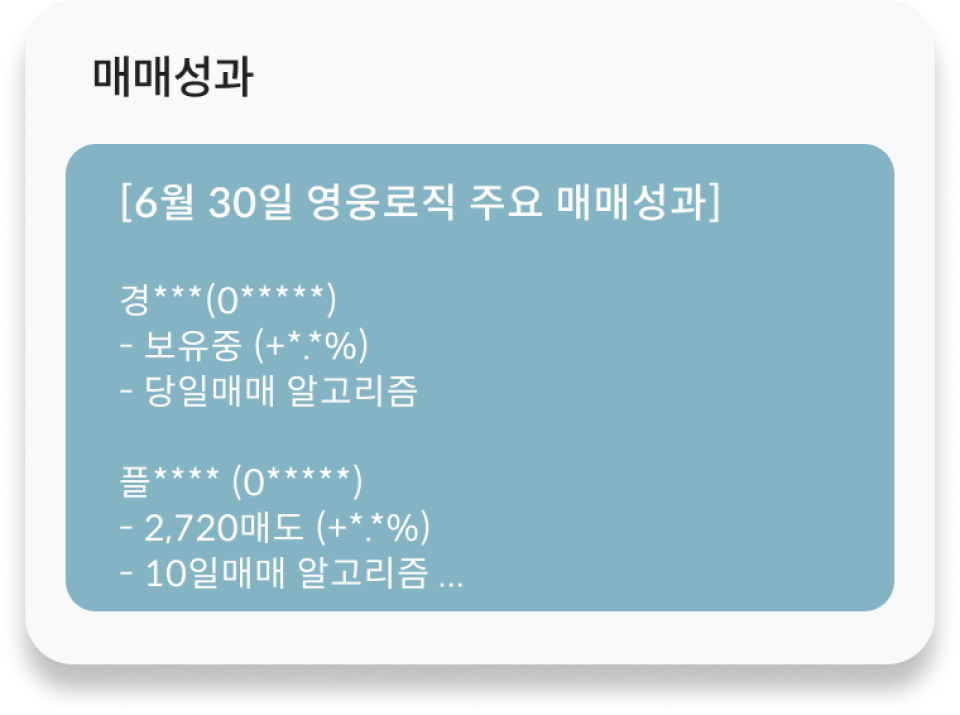 매매성과
[6월 30일 영웅로직 주요 매매성과]
경***(0*****)
- 보유중 (+*.*%)
- 당일매매 알고리즘
플**** (0*****)
- 2,720매도 (+*.*%)
- 10일매매 알고리즘 ...